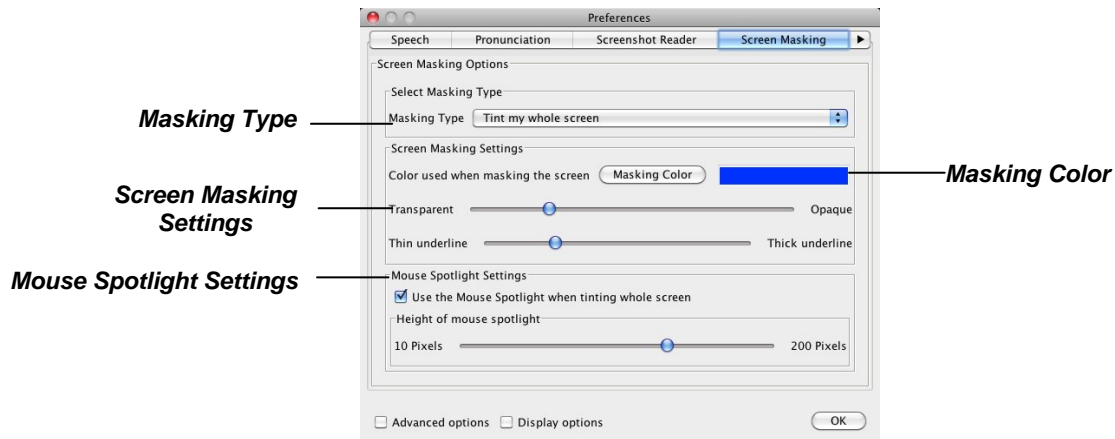 Preferences
Speech Pronunciation Screenshot Reader Screen Masking
Screen Masking Options
Select Masking Type
Masking Type
Masking Type Tint my whole screen
Screen Masking Settings
Color used when masking the screen Masking Color
Masking Color
Screen Masking
Settings
Transparent Opaque
Thin underline Thick underline
Mouse Spotlight Settings
Mouse Spotlight Settings
Use the Mouse Spotlight when tinting whole screen
Height of mouse spotlight
10 Pixels 200 Pixels
Advanced options Display options OK